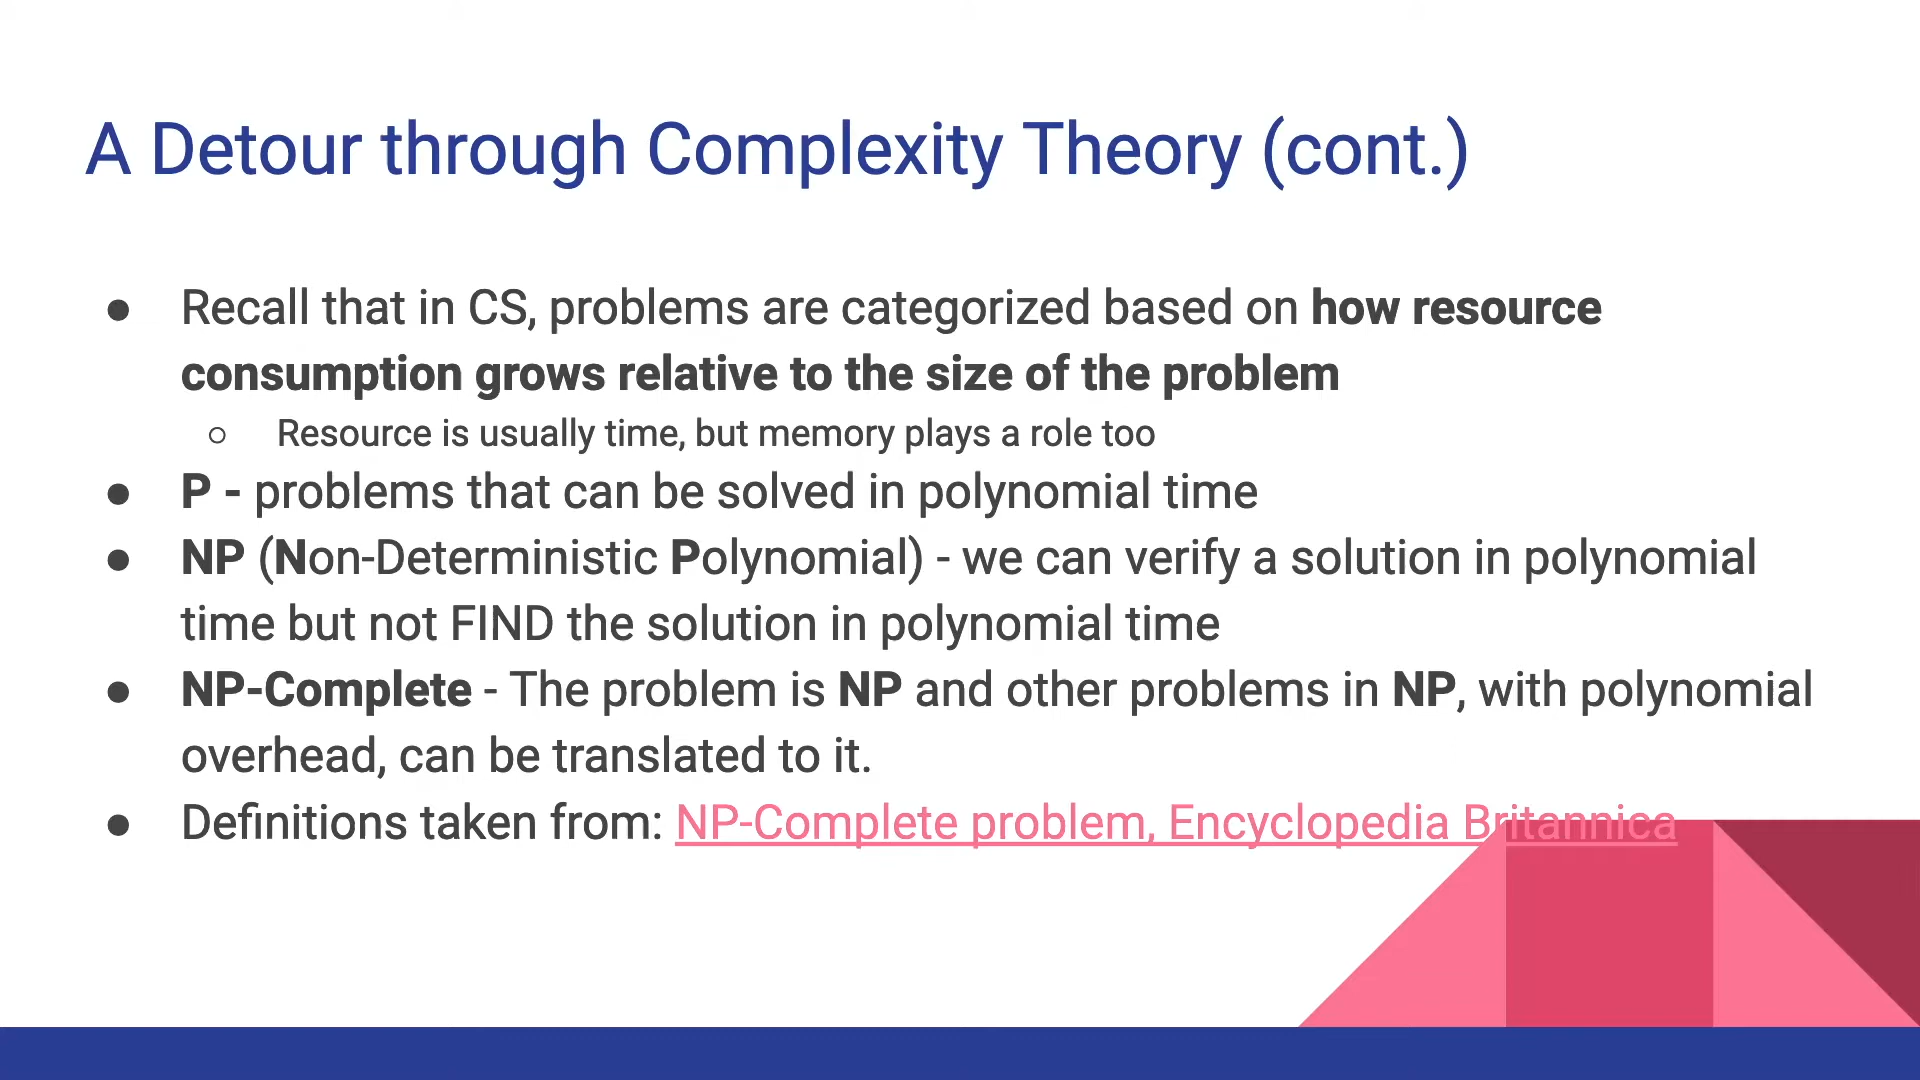 A Detour through Complexity Theory (cont.)
● Recall that in CS, problems are categorized based on how resource
consumption grows relative to the size of the problem
○ Resource is usually time, but memory plays a role too
● P - problems that can be solved in polynomial time
● NP (Non-Deterministic Polynomial) - we can verify a solution in polynomial
time but not FIND the solution in polynomial time
● NP-Complete - The problem is NP and other problems in NP, with polynomial
overhead, can be translated to it.
● Definitions taken from: NP-Complete problem, Encyclopedia Britannica